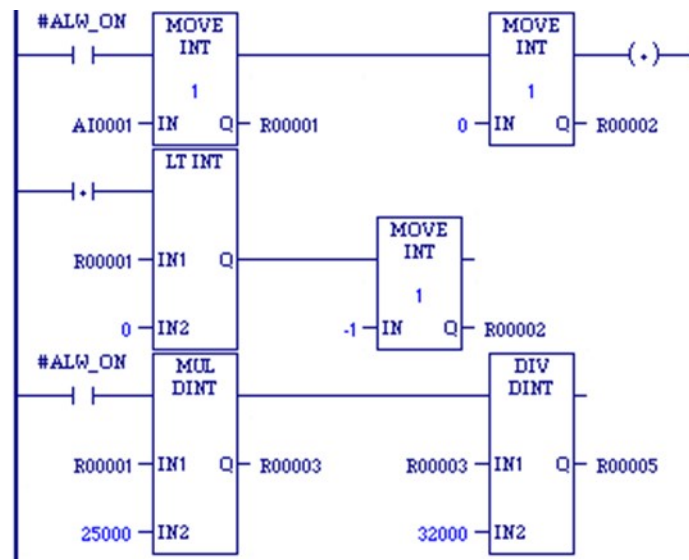 #ALW_ON
MOVE INT
1
AI0001 IN Q R00001
MOVE INT
1
0 IN Q R00002
LT INT
R00001 IN1 Q
0 IN2
MOVE INT
1
-1 IN Q R00002
#ALW_ON
MUL DINT
R00001 IN1 Q R00003
25000 IN2
DIV DINT
R00003 IN1 Q R00005
32000 IN2